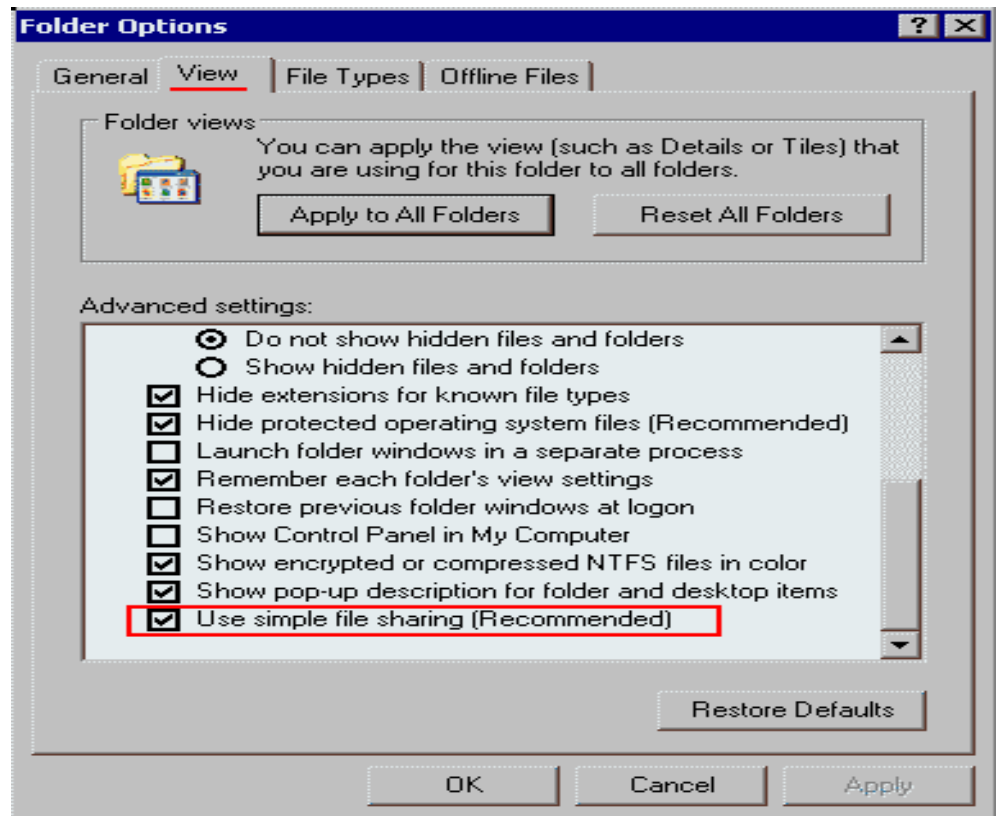 Folder Options
General View File Types Offline Files
Folder views
You can apply the view (such as Details or Tiles) that
you are using for this folder to all folders.
Apply to All Folders Reset All Folders
Advanced settings:
Do not show hidden files and folders
Show hidden files and folders
Hide extensions for known file types
Hide protected operating system files (Recommended)
Launch folder windows in a separate process
Remember each folder's view settings
Restore previous folder windows at logon
Show Control Panel in My Computer
Show encrypted or compressed NTFS files in color
Show pop-up description for folder and desktop items
Use simple file sharing (Recommended)
Restore Defaults
OK Cancel Apply